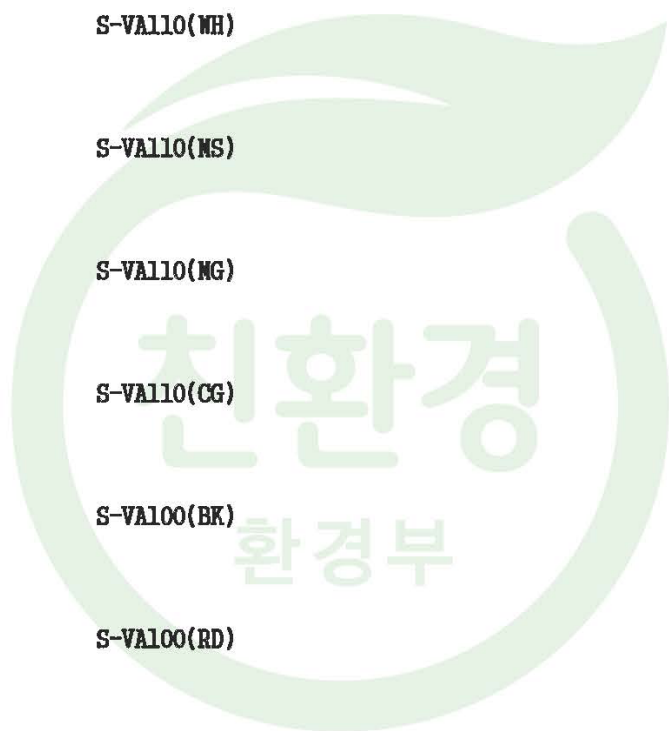 S-VA110(WH)
S-VA110(MS)
S-VA110(MG)
친환경
S-VA110(CG)
S-VA100(BK)
환경부
S-VA100(RD)